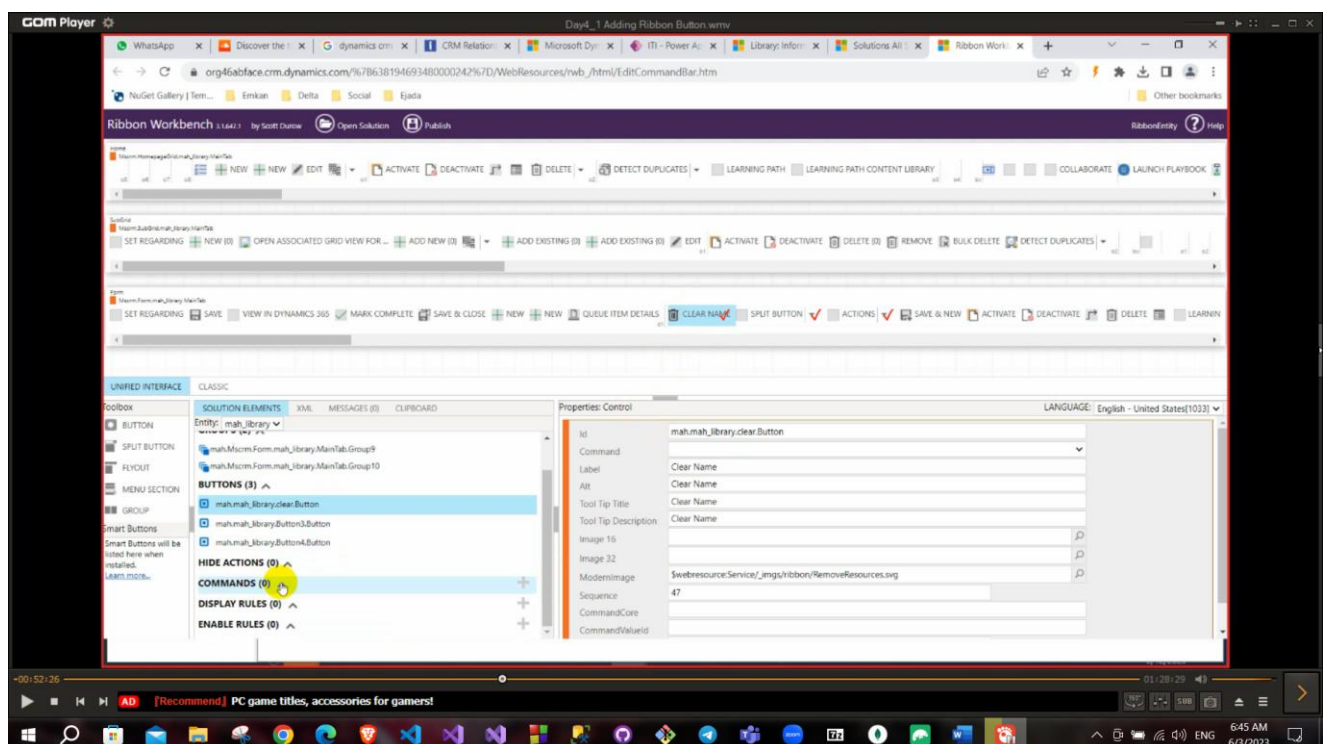 GOM Player
Day4_1 Adding Ribbon Button.wmv
WhatsApp
Discover the
dynamics crm
CRM Relation
Microsoft Dyn
ITI - Power A
Library: Inform
Solutions All
Ribbon Work
org46abface.crm.dynamics.com/%7B638194693480000242%7D/WebResources/rwb_/html/EditCommandBar.htm
NuGet Gallery | Tem... Emkan Delta Social Ejada Other bookmarks
Ribbon Workbench by Scott Durow Open Solution Publish RibbonEntity Help
Home
NEW NEW EDIT ACTIVATE DEACTIVATE DELETE DETECT DUPLICATES LEARNING PATH LEARNING PATH CONTENT LIBRARY COLLABORATE LAUNCH PLAYBOOK
SubGrid
Mscrm.SubGrid.mah_library.MainTab
SET REGARDING NEW (0) OPEN ASSOCIATED GRID VIEW FOR ... ADD NEW (0) ADD EXISTING (0) ADD EXISTING (0) EDIT ACTIVATE DEACTIVATE DELETE (0) REMOVE BULK DELETE DETECT DUPLICATES
Form
Mscrm.Form.mah_library.MainTab
SET REGARDING SAVE VIEW IN DYNAMICS 365 MARK COMPLETE SAVE & CLOSE NEW NEW QUEUE ITEM DETAILS CLEAR NAME SPLIT BUTTON ACTIONS SAVE & NEW ACTIVATE DEACTIVATE DELETE LEARNIN
UNIFIED INTERFACE CLASSIC
Toolbox
BUTTON
SPLIT BUTTON
FLYOUT
MENU SECTION
GROUP
Smart Buttons
Smart Buttons will be
listed here when
installed.
Learn more..
SOLUTION ELEMENTS XML MESSAGES (0) CLIPBOARD
Entity: mah_library
mah.Mscrm.Form.mah_library.MainTab.Group9
mah.Mscrm.Form.mah_library.MainTab.Group10
BUTTONS (3)
mah.mah_library.clear.Button
mah.mah_library.Button3.Button
mah.mah_library.Button4.Button
HIDE ACTIONS (0)
COMMANDS (0)
DISPLAY RULES (0)
ENABLE RULES (0)
Properties: Control LANGUAGE: English - United States[1033]
Id mah.mah_library.clear.Button
Command
Label Clear Name
Alt Clear Name
Tool Tip Title Clear Name
Tool Tip Description Clear Name
Image 16
Image 32
ModernImage $webresource:Service/_imgs/ribbon/RemoveResources.svg
Sequence 47
CommandCore
CommandValueId
-00:52:26 01:28:29
AD [Recommend] PC game titles, accessories for gamers!
SUB
ENG
6:45 AM
6/3/2023